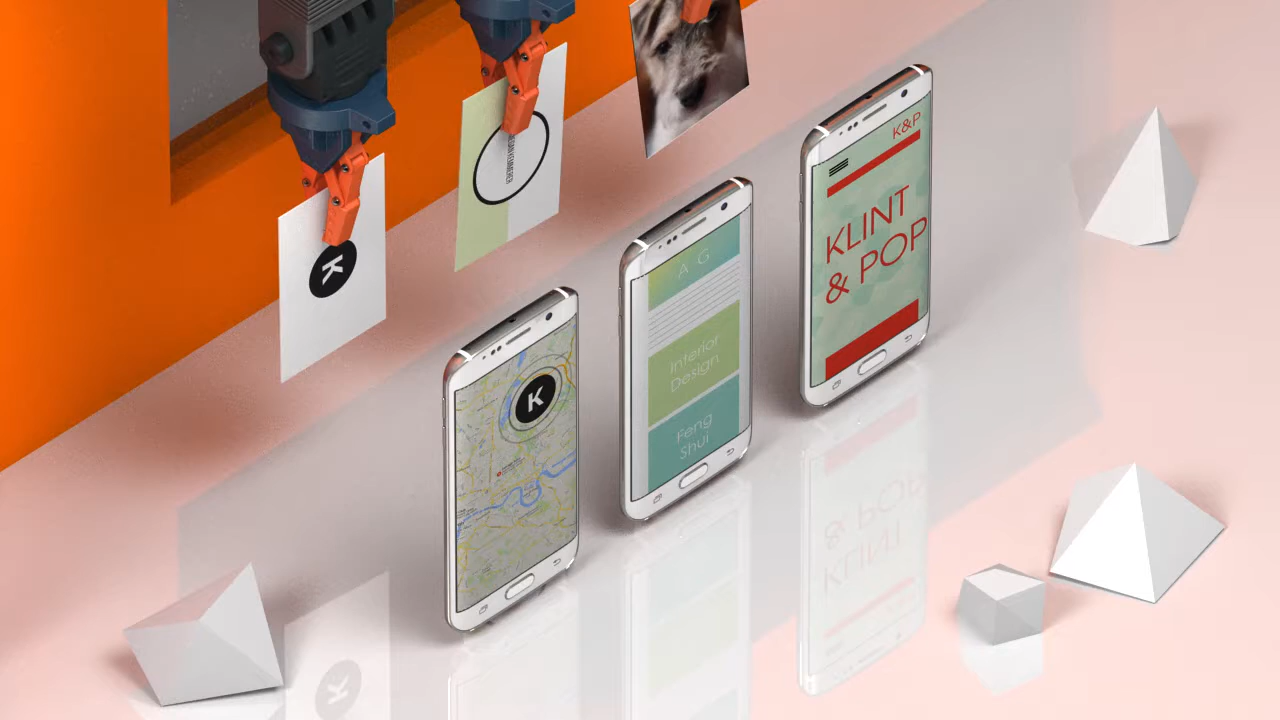 K
K
A G
Interior
Design
Feng
Shui
K&P
KLINT
& POP